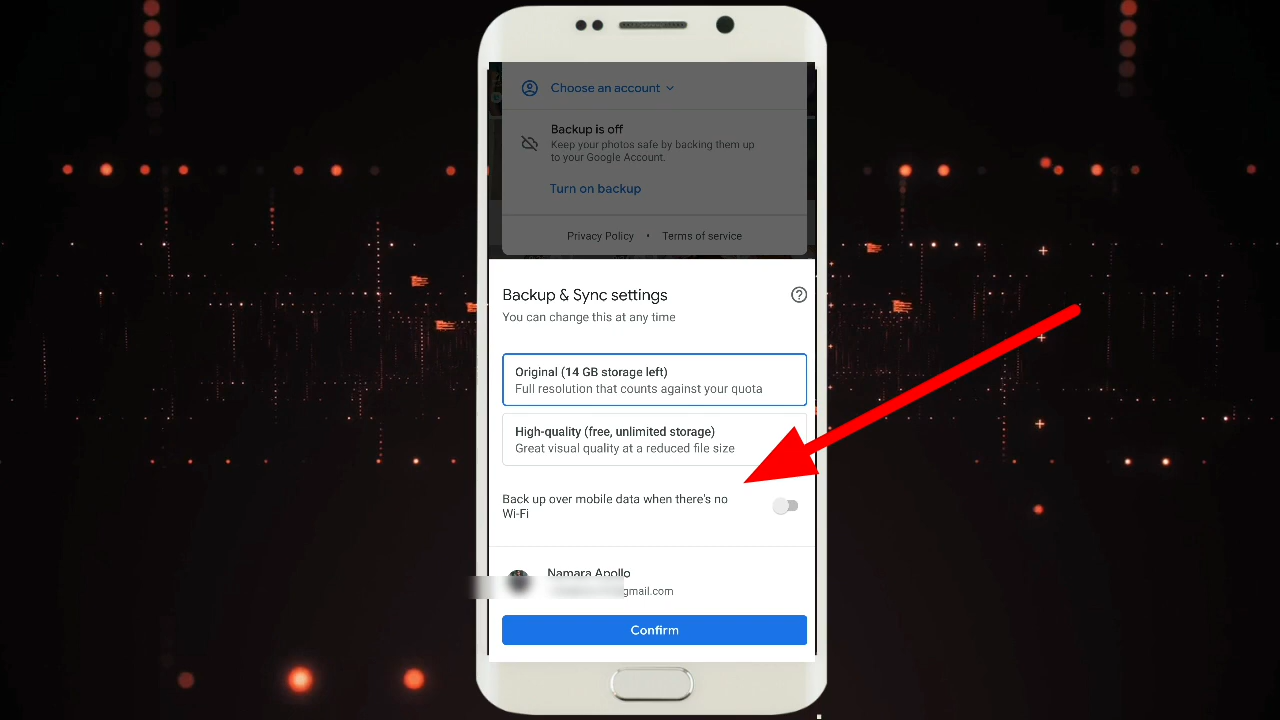 Choose an account
Backup is off
Keep your photos safe by backing them up
to your Google Account.
Turn on backup
Privacy Policy • Terms of service
Backup & Sync settings
You can change this at any time
Original (14 GB storage left)
Full resolution that counts against your quota
High-quality (free, unlimited storage)
Great visual quality at a reduced file size
Back up over mobile data when there's no
Wi-Fi
Namara Apollo
gmail.com
Confirm